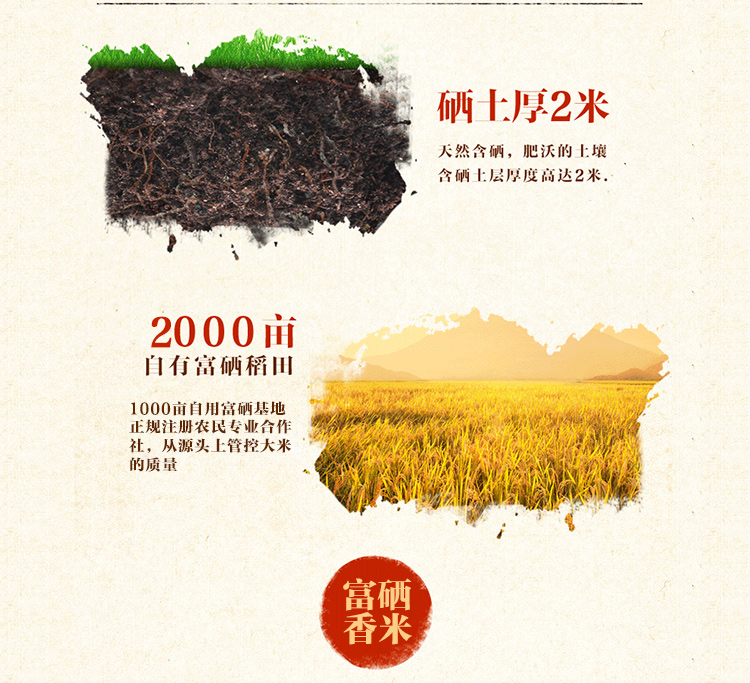 硒土厚2米
天然含硒，肥沃的土壤
含硒土层厚度高达2米.
2000亩
自有富硒稻田
1000亩自用富硒基地
正规注册农民专业合作
社，从源头上管控大米
的质量
富硒
香米